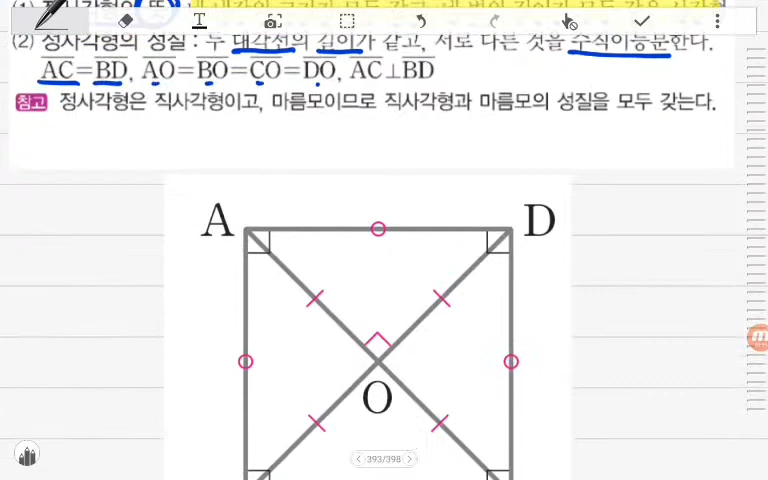 (2) 정사각형의 성질 : 두 대각선의 길이가 같고, 서로 다른 것을 수직이등분한다.
AC=BD, AO=BO=CO=DO, AC⊥BD
참고 정사각형은 직사각형이고, 마름모이므로 직사각형과 마름모의 성질을 모두 갖는다.
A D
O
393/398